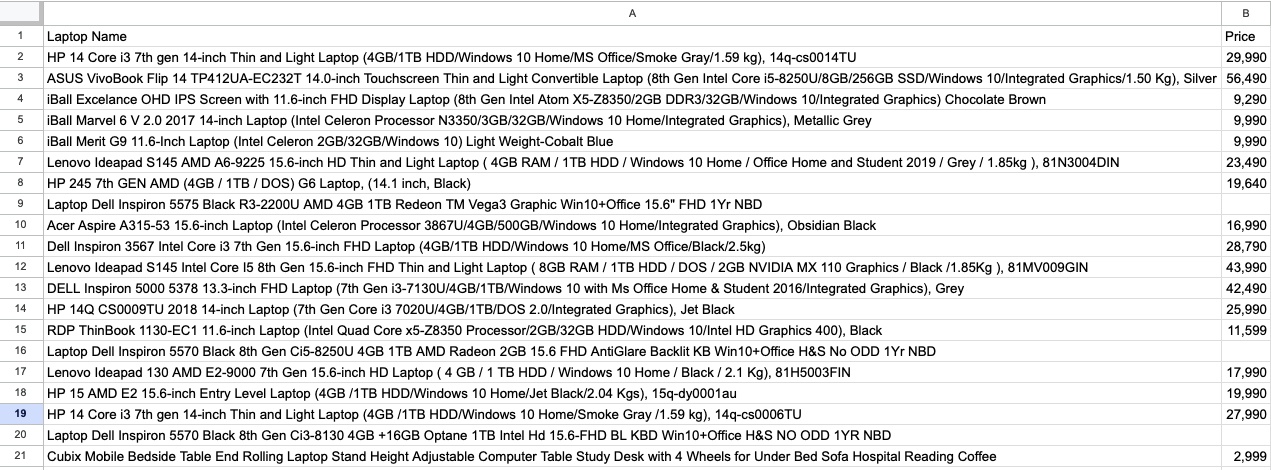 A B
1 Laptop Name Price
2 HP 14 Core i3 7th gen 14-inch Thin and Light Laptop (4GB/1TB HDD/Windows 10 Home/MS Office/Smoke Gray/1.59 kg), 14q-cs0014TU 29,990
3 ASUS VivoBook Flip 14 TP412UA-EC232T 14.0-inch Touchscreen Thin and Light Convertible Laptop (8th Gen Intel Core i5-8250U/8GB/256GB SSD/Windows 10/Integrated Graphics/1.50 Kg), Silver 56,490
4 iBall Excelance OHD IPS Screen with 11.6-inch FHD Display Laptop (8th Gen Intel Atom X5-Z8350/2GB DDR3/32GB/Windows 10/Integrated Graphics) Chocolate Brown 9,290
5 iBall Marvel 6 V 2.0 2017 14-inch Laptop (Intel Celeron Processor N3350/3GB/32GB/Windows 10 Home/Integrated Graphics), Metallic Grey 9,990
6 iBall Merit G9 11.6-Inch Laptop (Intel Celeron 2GB/32GB/Windows 10) Light Weight-Cobalt Blue 9,990
7 Lenovo Ideapad S145 AMD A6-9225 15.6-inch HD Thin and Light Laptop ( 4GB RAM / 1TB HDD / Windows 10 Home / Office Home and Student 2019 / Grey / 1.85kg ), 81N3004DIN 23,490
8 HP 245 7th GEN AMD (4GB / 1TB / DOS) G6 Laptop, (14.1 inch, Black) 19,640
9 Laptop Dell Inspiron 5575 Black R3-2200U AMD 4GB 1TB Redeon TM Vega3 Graphic Win10+Office 15.6" FHD 1Yr NBD
10 Acer Aspire A315-53 15.6-inch Laptop (Intel Celeron Processor 3867U/4GB/500GB/Windows 10 Home/Integrated Graphics), Obsidian Black 16,990
11 Dell Inspiron 3567 Intel Core i3 7th Gen 15.6-inch FHD Laptop (4GB/1TB HDD/Windows 10 Home/MS Office/Black/2.5kg) 28,790
12 Lenovo Ideapad S145 Intel Core I5 8th Gen 15.6-inch FHD Thin and Light Laptop ( 8GB RAM / 1TB HDD / DOS / 2GB NVIDIA MX 110 Graphics / Black /1.85Kg ), 81MV009GIN 43,990
13 DELL Inspiron 5000 5378 13.3-inch FHD Laptop (7th Gen i3-7130U/4GB/1TB/Windows 10 with Ms Office Home & Student 2016/Integrated Graphics), Grey 42,490
14 HP 14Q CS0009TU 2018 14-inch Laptop (7th Gen Core i3 7020U/4GB/1TB/DOS 2.0/Integrated Graphics), Jet Black 25,990
15 RDP ThinBook 1130-EC1 11.6-inch Laptop (Intel Quad Core x5-Z8350 Processor/2GB/32GB HDD/Windows 10/Intel HD Graphics 400), Black 11,599
16 Laptop Dell Inspiron 5570 Black 8th Gen Ci5-8250U 4GB 1TB AMD Radeon 2GB 15.6 FHD AntiGlare Backlit KB Win10+Office H&S No ODD 1Yr NBD
17 Lenovo Ideapad 130 AMD E2-9000 7th Gen 15.6-inch HD Laptop ( 4 GB / 1 TB HDD / Windows 10 Home / Black / 2.1 Kg), 81H5003FIN 17,990
18 HP 15 AMD E2 15.6-inch Entry Level Laptop (4GB /1TB HDD/Windows 10 Home/Jet Black/2.04 Kgs), 15q-dy0001au 19,990
19 HP 14 Core i3 7th gen 14-inch Thin and Light Laptop (4GB /1TB HDD/Windows 10 Home/Smoke Gray /1.59 kg), 14q-cs0006TU 27,990
20 Laptop Dell Inspiron 5570 Black 8th Gen Ci3-8130 4GB +16GB Optane 1TB Intel Hd 15.6-FHD BL KBD Win10+Office H&S NO ODD 1YR NBD
21 Cubix Mobile Bedside Table End Rolling Laptop Stand Height Adjustable Computer Table Study Desk with 4 Wheels for Under Bed Sofa Hospital Reading Coffee 2,999